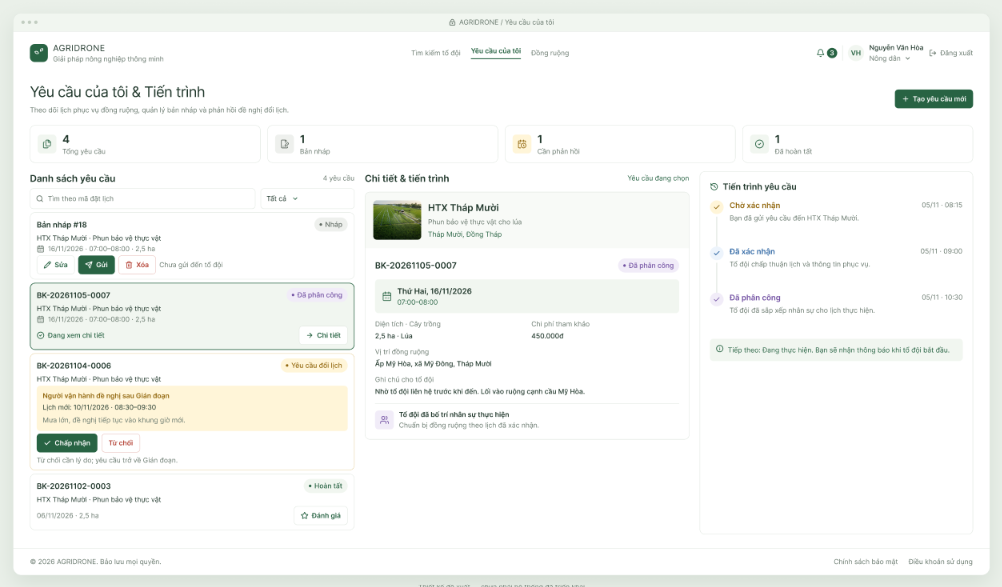 AGRIDRONE / Yêu cầu của tôi
AGRIDRONE
Giải pháp nông nghiệp thông minh
Tìm kiếm tổ đội
Yêu cầu của tôi
Đồng ruộng
3
VH
Nguyễn Văn Hòa
Nông dân
Đăng xuất
Yêu cầu của tôi & Tiến trình
Theo dõi lịch phục vụ đồng ruộng, quản lý bản nháp và phản hồi đề nghị đổi lịch.
+ Tạo yêu cầu mới
4
Tổng yêu cầu
1
Bản nháp
1
Cần phản hồi
1
Đã hoàn tất
Danh sách yêu cầu
4 yêu cầu
Tìm theo mã đặt lịch
Tất cả
Bản nháp #18
• Nháp
HTX Tháp Mười · Phun bảo vệ thực vật
16/11/2026 · 07:00–08:00 · 2,5 ha
Sửa
Gửi
Xóa
Chưa gửi đến tổ đội
BK-20261105-0007
• Đã phân công
HTX Tháp Mười · Phun bảo vệ thực vật
16/11/2026 · 07:00–08:00 · 2,5 ha
Đang xem chi tiết
→ Chi tiết
BK-20261104-0006
• Yêu cầu đổi lịch
HTX Tháp Mười · Phun bảo vệ thực vật
Người vận hành đề nghị sau Gián đoạn
Lịch mới: 10/11/2026 · 08:30–09:30
Mưa lớn, đề nghị tiếp tục vào khung giờ mới.
Chấp nhận
Từ chối
Từ chối cần lý do; yêu cầu trở về Gián đoạn.
BK-20261102-0003
• Hoàn tất
HTX Tháp Mười · Phun bảo vệ thực vật
06/11/2026 · 2,5 ha
Đánh giá
Chi tiết & tiến trình
Yêu cầu đang chọn
HTX Tháp Mười
Phun bảo vệ thực vật cho lúa
Tháp Mười, Đồng Tháp
BK-20261105-0007
• Đã phân công
Thứ Hai, 16/11/2026
07:00–08:00
Diện tích · Cây trồng
Chi phí tham khảo
2,5 ha · Lúa
450.000đ
Vị trí đồng ruộng
Ấp Mỹ Hòa, xã Mỹ Đông, Tháp Mười
Ghi chú cho tổ đội
Nhờ tổ đội liên hệ trước khi đến. Lối vào ruộng cạnh cầu Mỹ Hòa.
Tổ đội đã bố trí nhân sự thực hiện
Chuẩn bị đồng ruộng theo lịch đã xác nhận.
Tiến trình yêu cầu
Chờ xác nhận
05/11 · 08:15
Bạn đã gửi yêu cầu đến HTX Tháp Mười.
Đã xác nhận
05/11 · 09:00
Tổ đội chấp thuận lịch và thông tin phục vụ.
Đã phân công
05/11 · 10:30
Tổ đội đã sắp xếp nhân sự cho lịch thực hiện.
Tiếp theo: Đang thực hiện. Bạn sẽ nhận thông báo khi tổ đội bắt đầu.
© 2026 AGRIDRONE. Bảo lưu mọi quyền.
Chính sách bảo mật
Điều khoản sử dụng